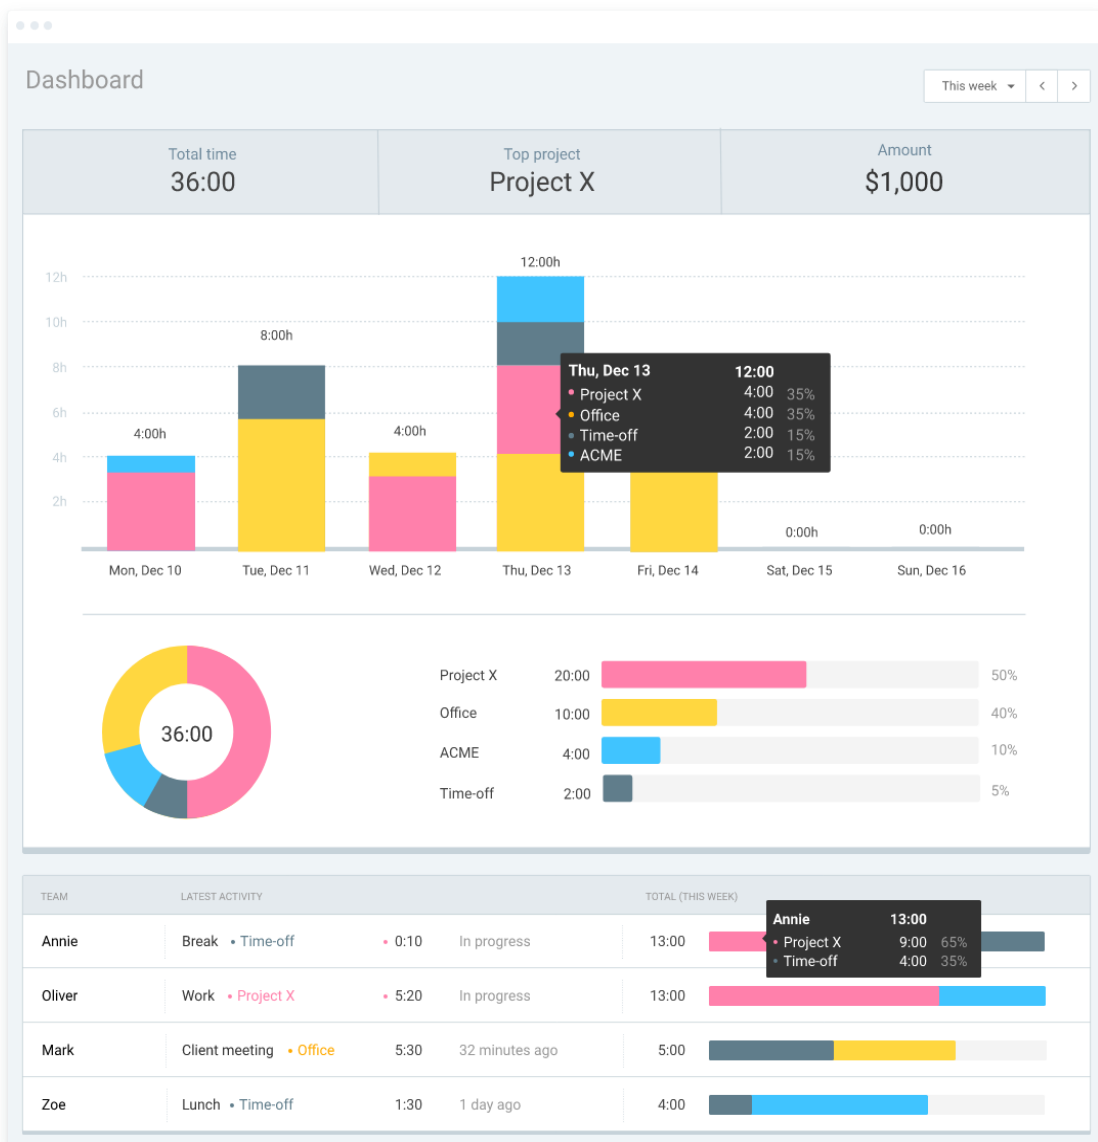 Dashboard
This week
Total time
36:00
Top project
Project X
Amount
$1,000
12h
10h
8h
6h
4h
2h
4:00h
8:00h
4:00h
12:00h
0:00h
0:00h
Thu, Dec 13 12:00
Project X 4:00 35%
Office 4:00 35%
Time-off 2:00 15%
ACME 2:00 15%
Mon, Dec 10 Tue, Dec 11 Wed, Dec 12 Thu, Dec 13 Fri, Dec 14 Sat, Dec 15 Sun, Dec 16
36:00
Project X 20:00 50%
Office 10:00 40%
ACME 4:00 10%
Time-off 2:00 5%
TEAM LATEST ACTIVITY TOTAL (THIS WEEK)
Annie Break • Time-off • 0:10 In progress 13:00
Annie 13:00
Project X 9:00 65%
Time-off 4:00 35%
Oliver Work • Project X • 5:20 In progress 13:00
Mark Client meeting • Office 5:30 32 minutes ago 5:00
Zoe Lunch • Time-off 1:30 1 day ago 4:00